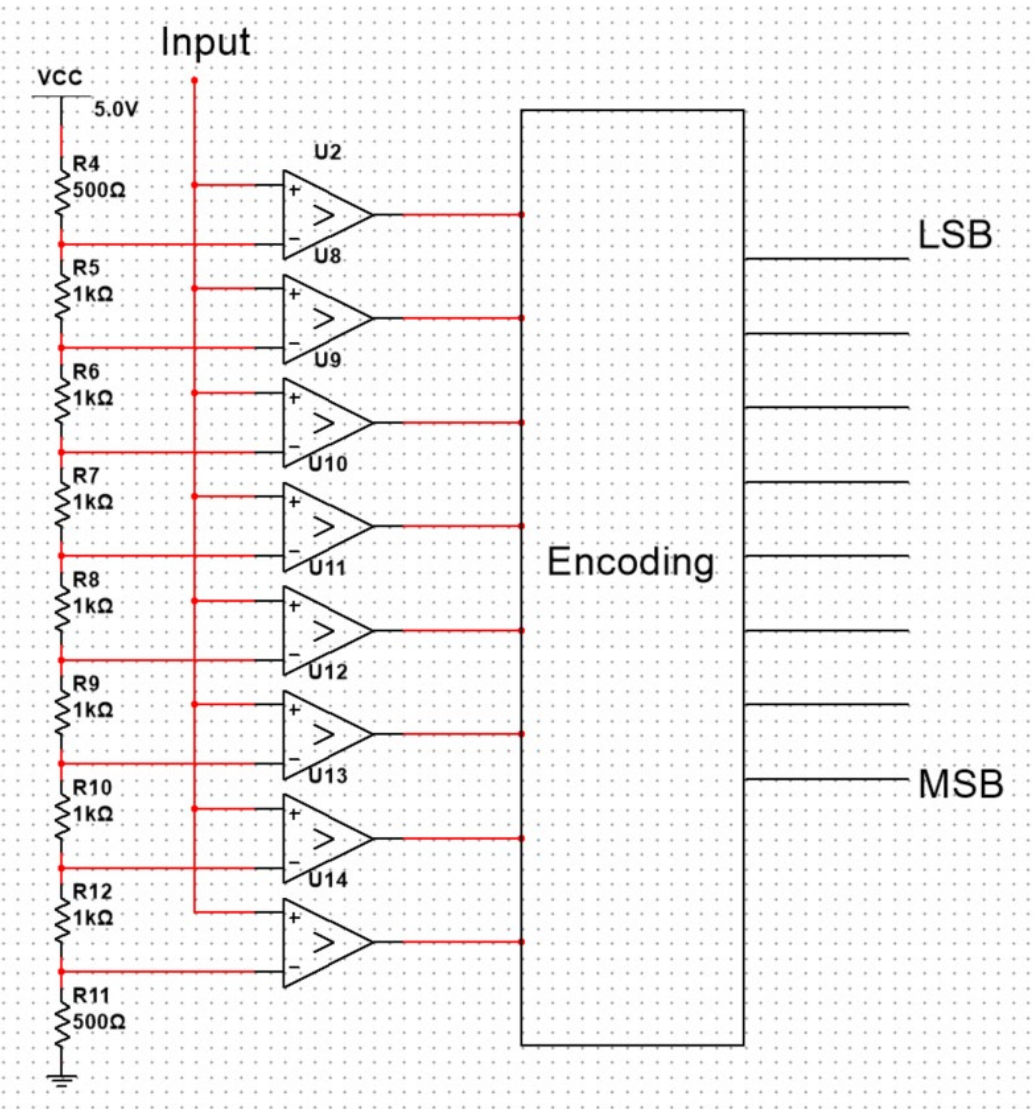 Input
VCC
5.0V
U2
R4
500Ω
+
>
−
U8
R5
1kΩ
+
>
−
U9
R6
1kΩ
+
>
−
U10
R7
1kΩ
+
>
−
U11
R8
1kΩ
+
>
−
U12
R9
1kΩ
+
>
−
U13
R10
1kΩ
+
>
−
U14
R12
1kΩ
+
>
−
R11
500Ω
Encoding
LSB
MSB